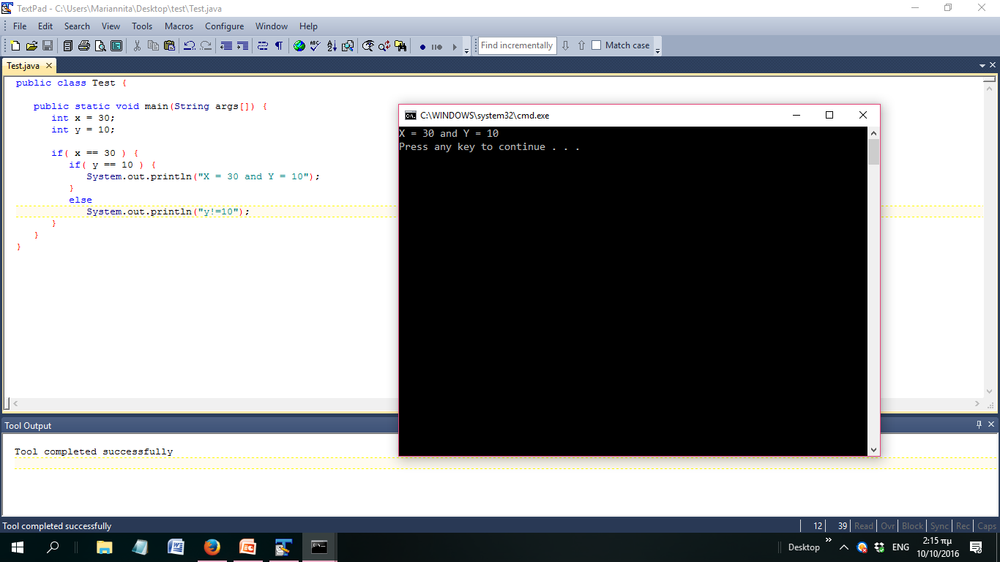 TextPad - C:\Users\Mariannita\Desktop\test\Test.java
File Edit Search View Tools Macros Configure Window Help
Find incrementally Match case
Test.java
public class Test {
public static void main(String args[]) {
int x = 30;
int y = 10;
if( x == 30 ) {
if( y == 10 ) {
System.out.println("X = 30 and Y = 10");
}
else
System.out.println("y!=10");
}
}
}
C:\WINDOWS\system32\cmd.exe
X = 30 and Y = 10
Press any key to continue . . .
Tool Output
Tool completed successfully
Tool completed successfully
12 39 Read Ovr Block Sync Rec Caps
Desktop ENG 2:15 πμ
10/10/2016